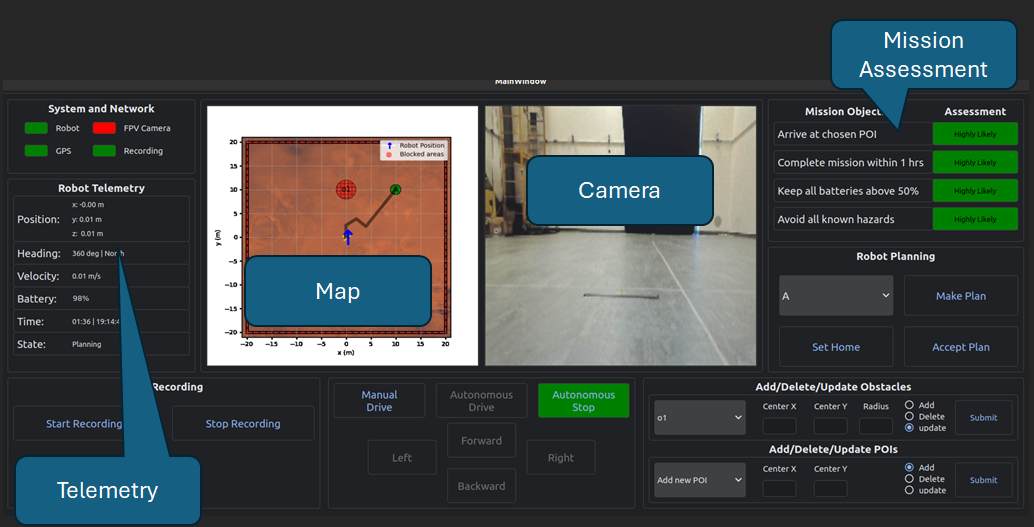 Mission
Assessment
MainWindow
System and Network
Robot
FPV Camera
GPS
Recording
Robot Telemetry
Position:
x: -0.00 m
y: 0.01 m
z: 0.01 m
Heading:
360 deg |
Velocity:
0.01 m/s
Battery:
98%
Time:
01:36 | 19:14:4
State:
Planning
Robot Position
Blocked areas
20
15
10
5
0
−5
−10
−15
−20
y (m)
A
−20
−15
−10
−5
0
5
10
15
20
x (m)
Map
Camera
Mission Objec
Assessment
Arrive at chosen POI
Highly Likely
Complete mission within 1 hrs
Highly Likely
Keep all batteries above 50%
Highly Likely
Avoid all known hazards
Highly Likely
Robot Planning
A
Make Plan
Set Home
Accept Plan
Recording
Start Recording
Stop Recording
Telemetry
Manual
Drive
Autonomous
Drive
Autonomous
Stop
Forward
Left
Right
Backward
Add/Delete/Update Obstacles
o1
Center X
Center Y
Radius
Add
Delete
update
Submit
Add/Delete/Update POIs
Add new POI
Center X
Center Y
Add
Delete
update
Submit